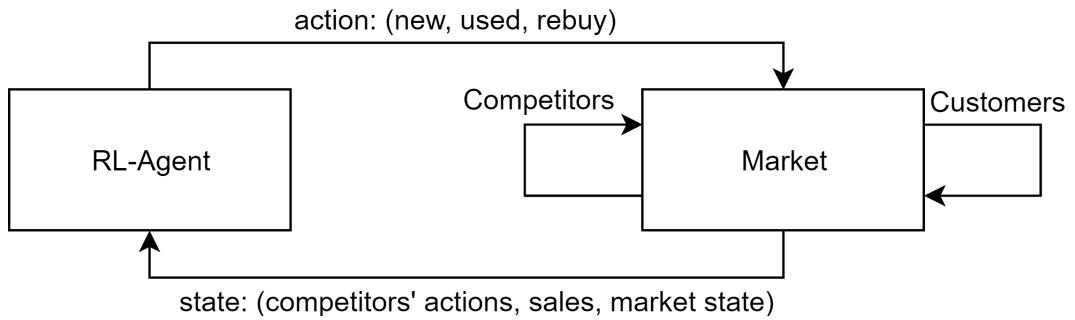 action: (new, used, rebuy)
Competitors
Customers
RL-Agent
Market
state: (competitors' actions, sales, market state)